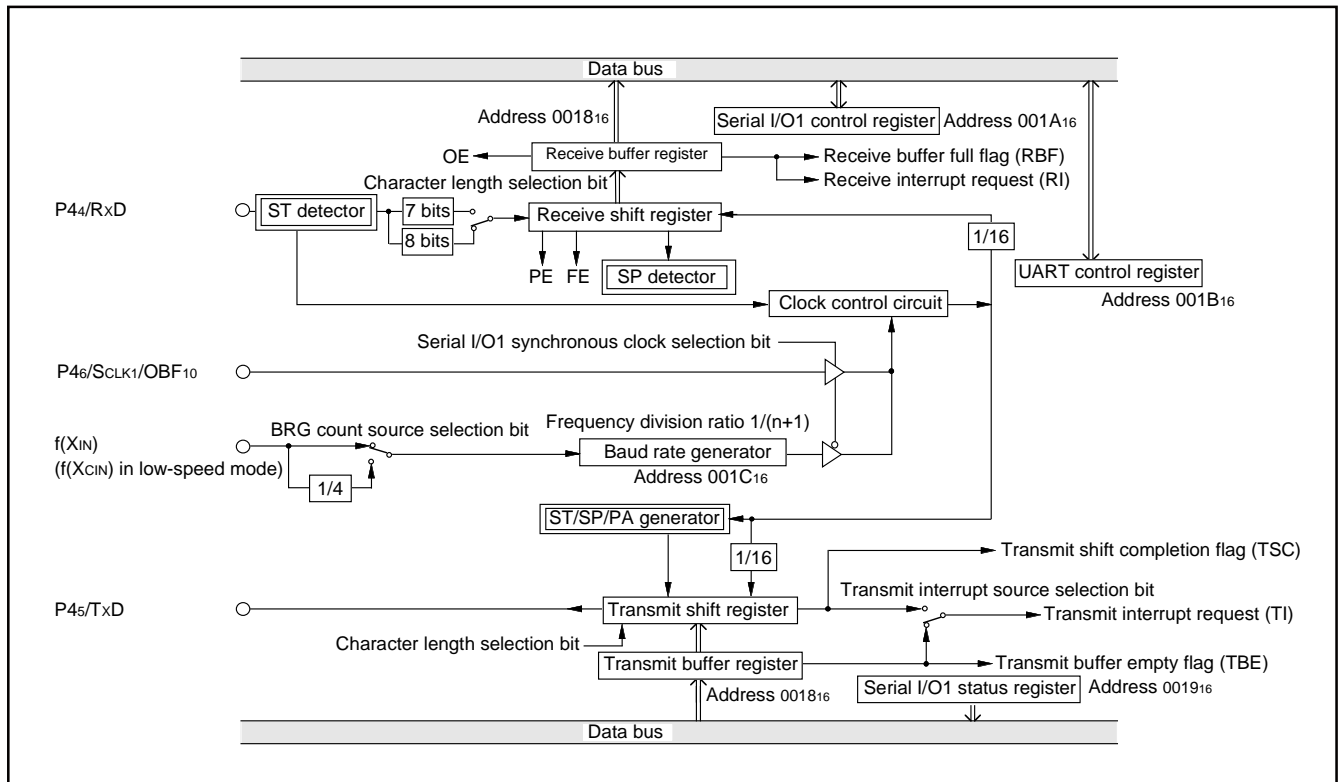 Data bus
Address 0018₁₆
Serial I/O1 control register
Address 001A₁₆
OE
Receive buffer register
Receive buffer full flag (RBF)
Receive interrupt request (RI)
Character length selection bit
P4₄/RxD
ST detector
7 bits
8 bits
Receive shift register
1/16
PE
FE
SP detector
UART control register
Address 001B₁₆
Clock control circuit
Serial I/O1 synchronous clock selection bit
P4₆/SCLK1/OBF₁₀
Frequency division ratio 1/(n+1)
BRG count source selection bit
f(XIN)
(f(XCIN) in low-speed mode)
Baud rate generator
Address 001C₁₆
1/4
ST/SP/PA generator
1/16
Transmit shift completion flag (TSC)
Transmit interrupt source selection bit
P4₅/TxD
Transmit shift register
Transmit interrupt request (TI)
Character length selection bit
Transmit buffer register
Transmit buffer empty flag (TBE)
Address 0018₁₆
Serial I/O1 status register
Address 0019₁₆
Data bus